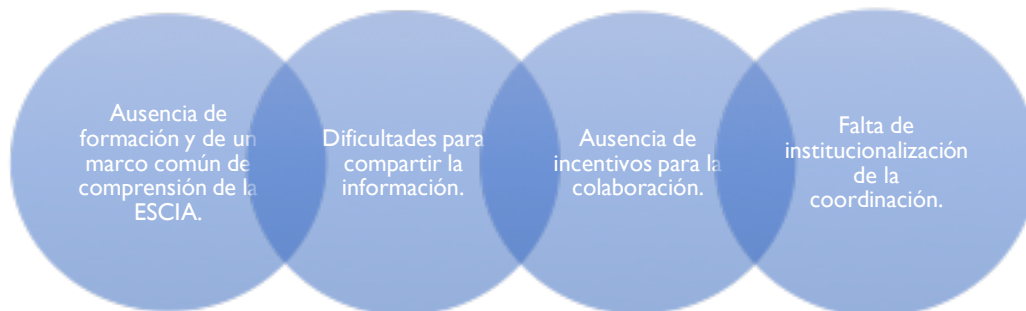 Ausencia de
formación y de un
marco común de
comprensión de la
ESCIA.
Dificultades para
compartir la
información.
Ausencia de
incentivos para la
colaboración.
Falta de
institucionalización
de la
coordinación.